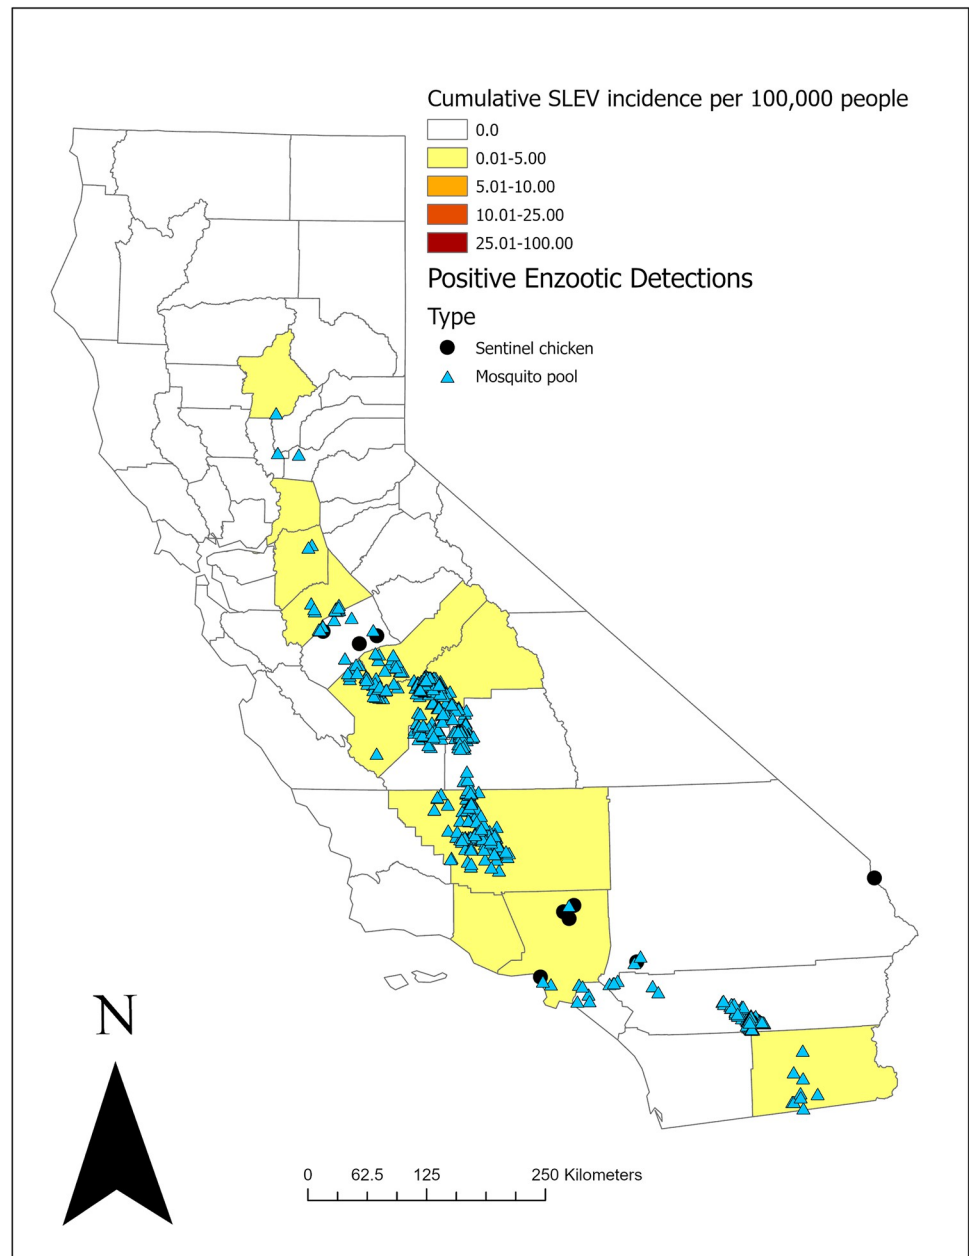 Cumulative SLEV incidence per 100,000 people
0.0
0.01-5.00
5.01-10.00
10.01-25.00
25.01-100.00
Positive Enzootic Detections
Type
Sentinel chicken
Mosquito pool
N
0 62.5 125 250 Kilometers